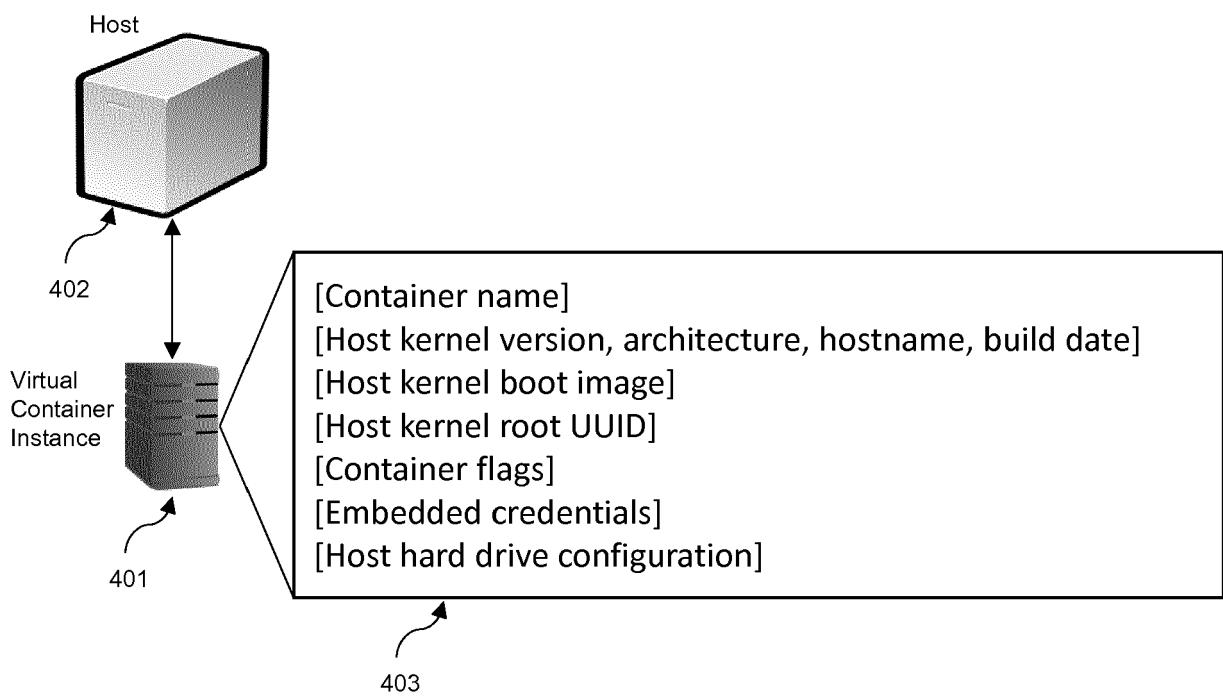 Host
402
[Container name]
[Host kernel version, architecture, hostname, build date]
[Host kernel boot image]
[Host kernel root UUID]
[Container flags]
[Embedded credentials]
[Host hard drive configuration]
Virtual
Container
Instance
401
403